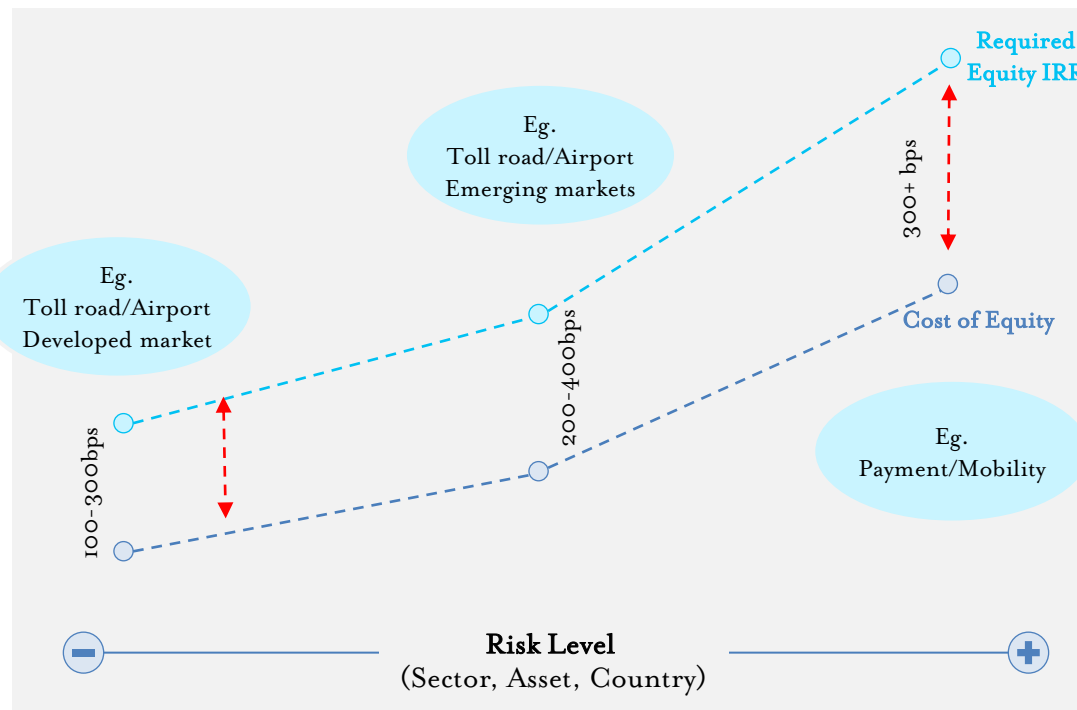 Required
Equity IRR
Eg.
Toll road/Airport
Emerging markets
300+ bps
Eg.
Toll road/Airport
Developed market
Cost of Equity
200-400bps
100-300bps
Eg.
Payment/Mobility
Risk Level
(Sector, Asset, Country)